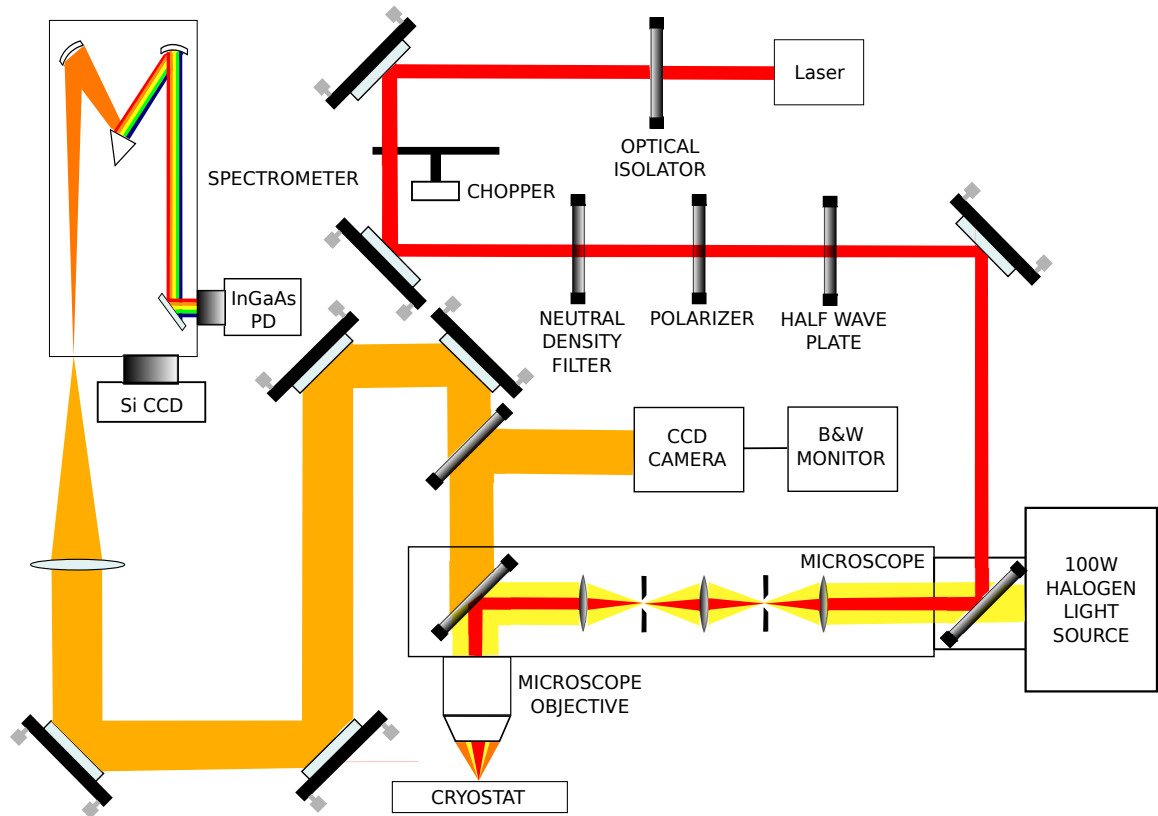 Laser
OPTICAL
ISOLATOR
SPECTROMETER
CHOPPER
InGaAs
PD
NEUTRAL
DENSITY
FILTER
POLARIZER
HALF WAVE
PLATE
Si CCD
CCD
CAMERA
B&W
MONITOR
MICROSCOPE
100W
HALOGEN
LIGHT
SOURCE
MICROSCOPE
OBJECTIVE
CRYOSTAT